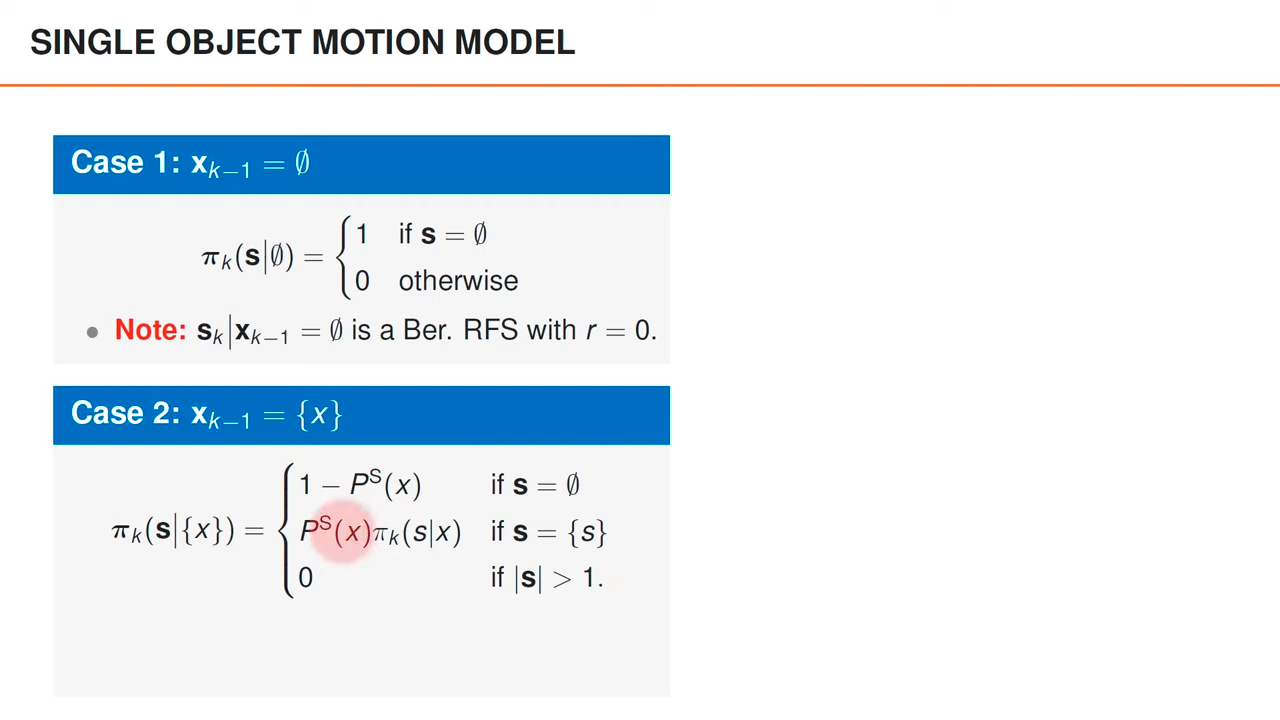 SINGLE OBJECT MOTION MODEL
Case 1: x_{k−1} = ∅
π_k(s|∅) = { 1 if s = ∅
0 otherwise
• Note: s_k|x_{k−1} = ∅ is a Ber. RFS with r = 0.
Case 2: x_{k−1} = {x}
1 − P^S(x) if s = ∅
π_k(s|{x}) = { P^S(x)π_k(s|x) if s = {s}
0 if |s| > 1.